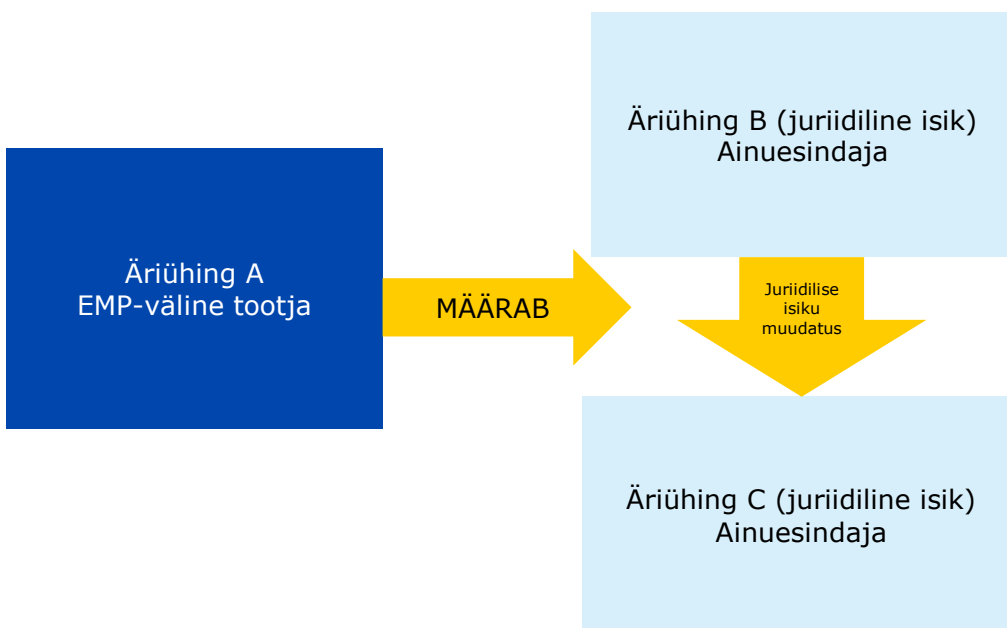 Äriühing A
EMP-väline tootja
MÄÄRAB
Äriühing B (juriidiline isik)
Ainuesindaja
Juriidilise
isiku
muudatus
Äriühing C (juriidiline isik)
Ainuesindaja